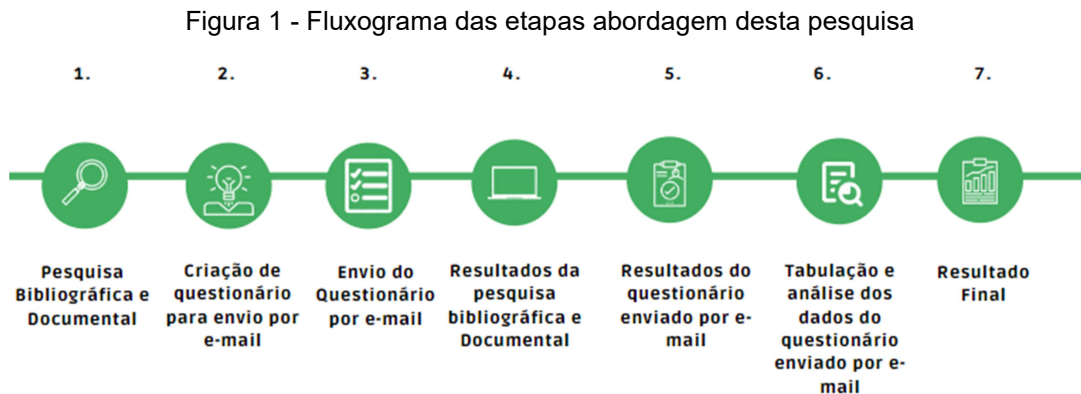 Figura 1 - Fluxograma das etapas abordagem desta pesquisa
1.
2.
3.
4.
5.
6.
7.
Pesquisa
Bibliográfica e
Documental
Criação de
questionário
para envio por
e-mail
Envio do
Questionário
por e-mail
Resultados da
pesquisa
bibliográfica e
Documental
Resultados do
questionário
enviado por e-
mail
Tabulação e
análise dos
dados do
questionário
enviado por e-
mail
Resultado
Final